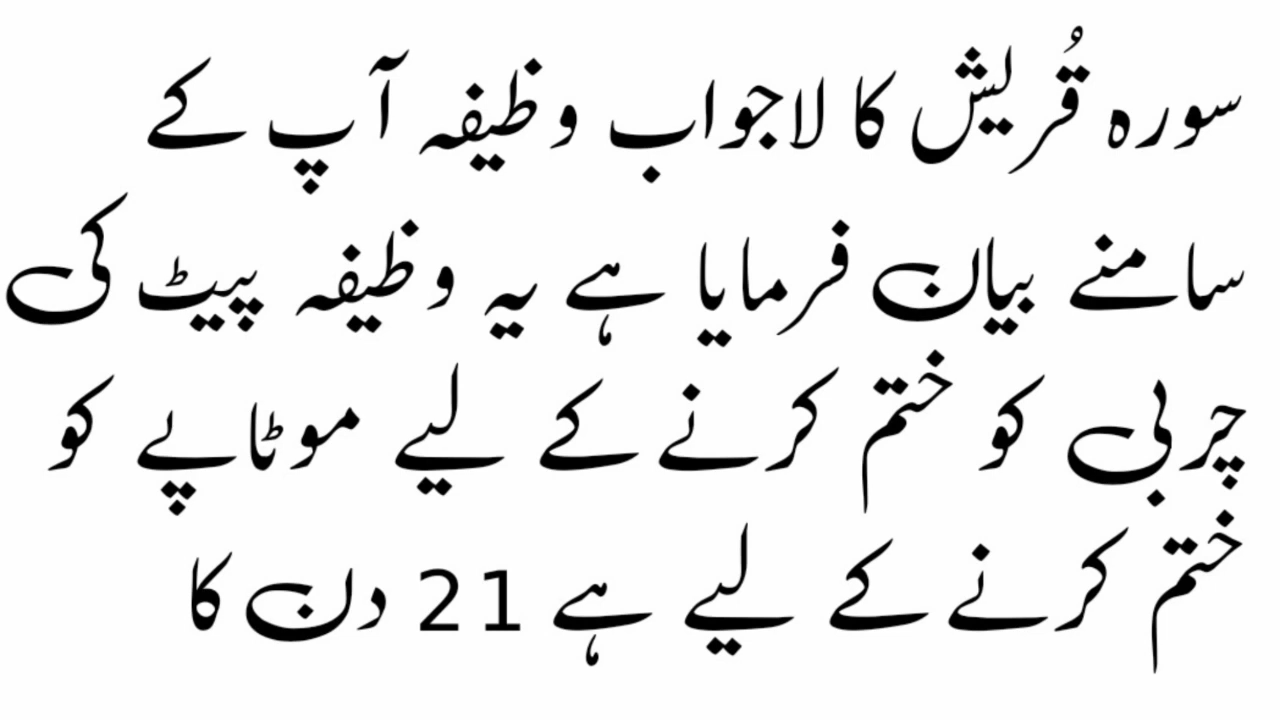 سورہ قُریش کا لاجواب وظیفہ آپ کے
سامنے بیان فرمایا ہے یہ وظیفہ پیٹ کی
چربی کو ختم کرنے کے لیے موٹاپے کو
ختم کرنے کے لیے ہے 21 دن کا